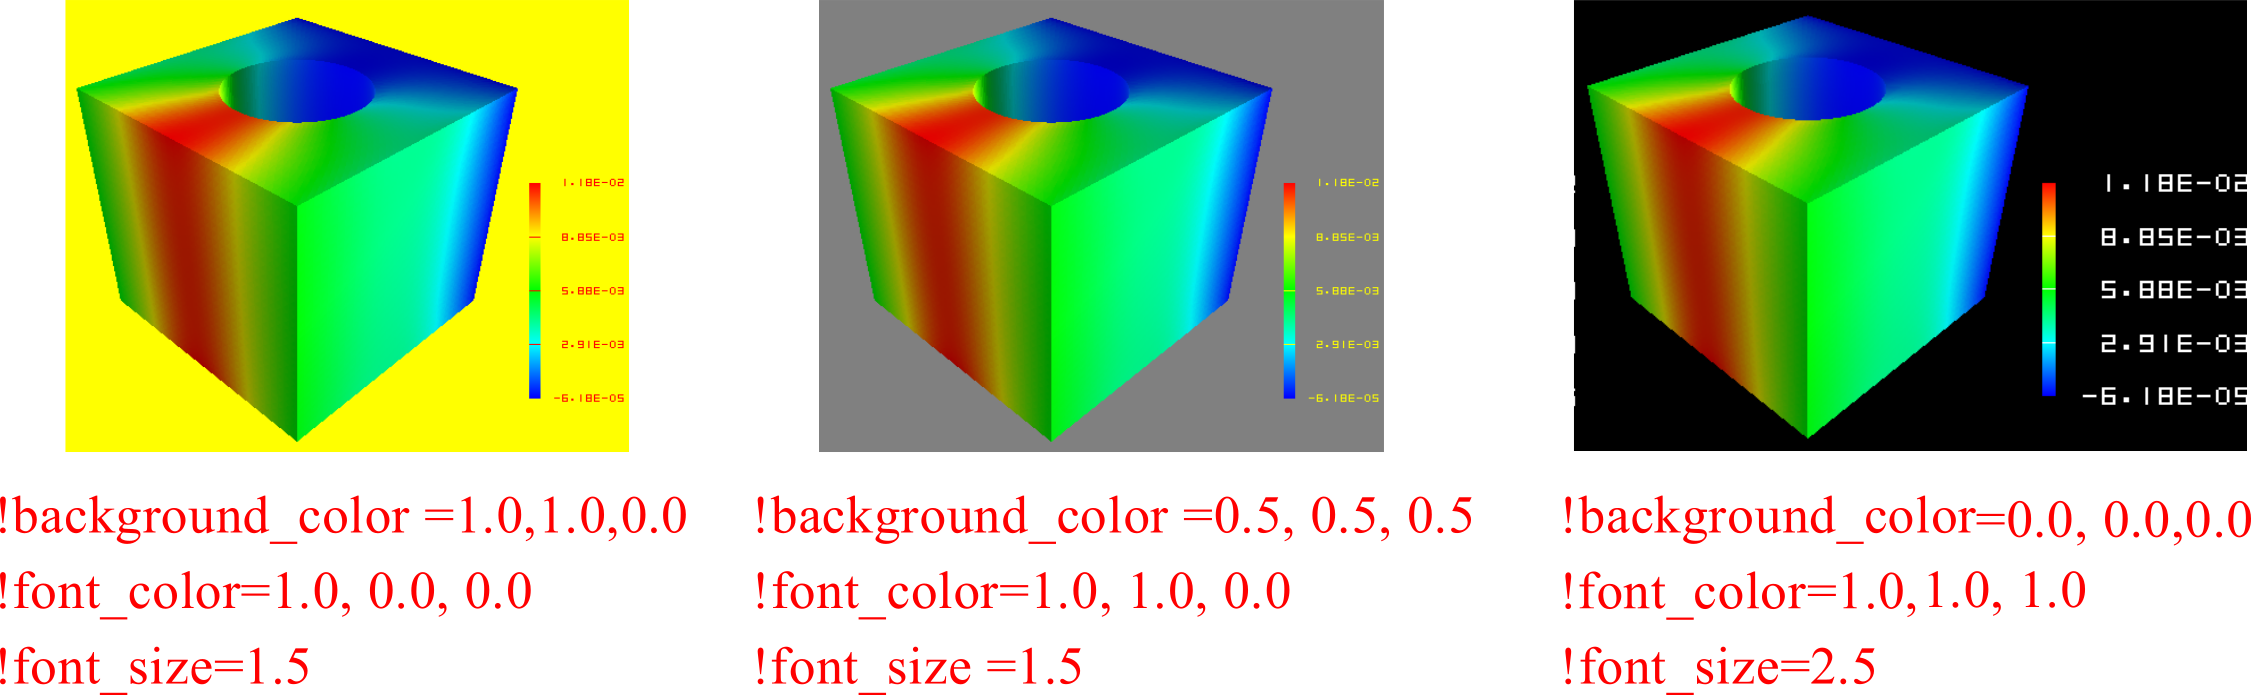 1.18E-02
8.85E-03
5.88E-03
2.91E-03
-6.18E-05
1.18E-02
8.85E-03
5.88E-03
2.91E-03
-6.18E-05
1.18E-02
8.85E-03
5.88E-03
2.91E-03
-6.18E-05
!background_color =1.0,1.0,0.0
!font_color=1.0, 0.0, 0.0
!font_size=1.5
!background_color =0.5, 0.5, 0.5
!font_color=1.0, 1.0, 0.0
!font_size =1.5
!background_color=0.0, 0.0,0.0
!font_color=1.0,1.0, 1.0
!font_size=2.5